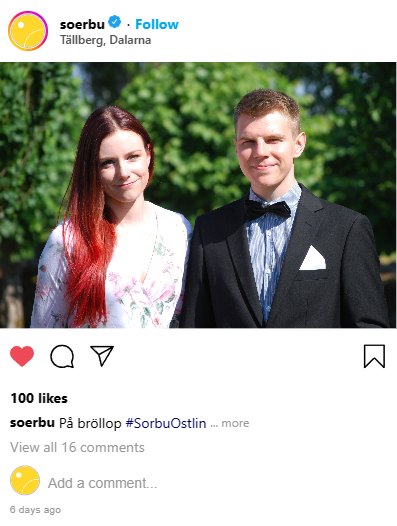 soerbu · Follow
Tällberg, Dalarna
100 likes
soerbu På bröllop #SorbuOstlin ... more
View all 16 comments
Add a comment...
6 days ago